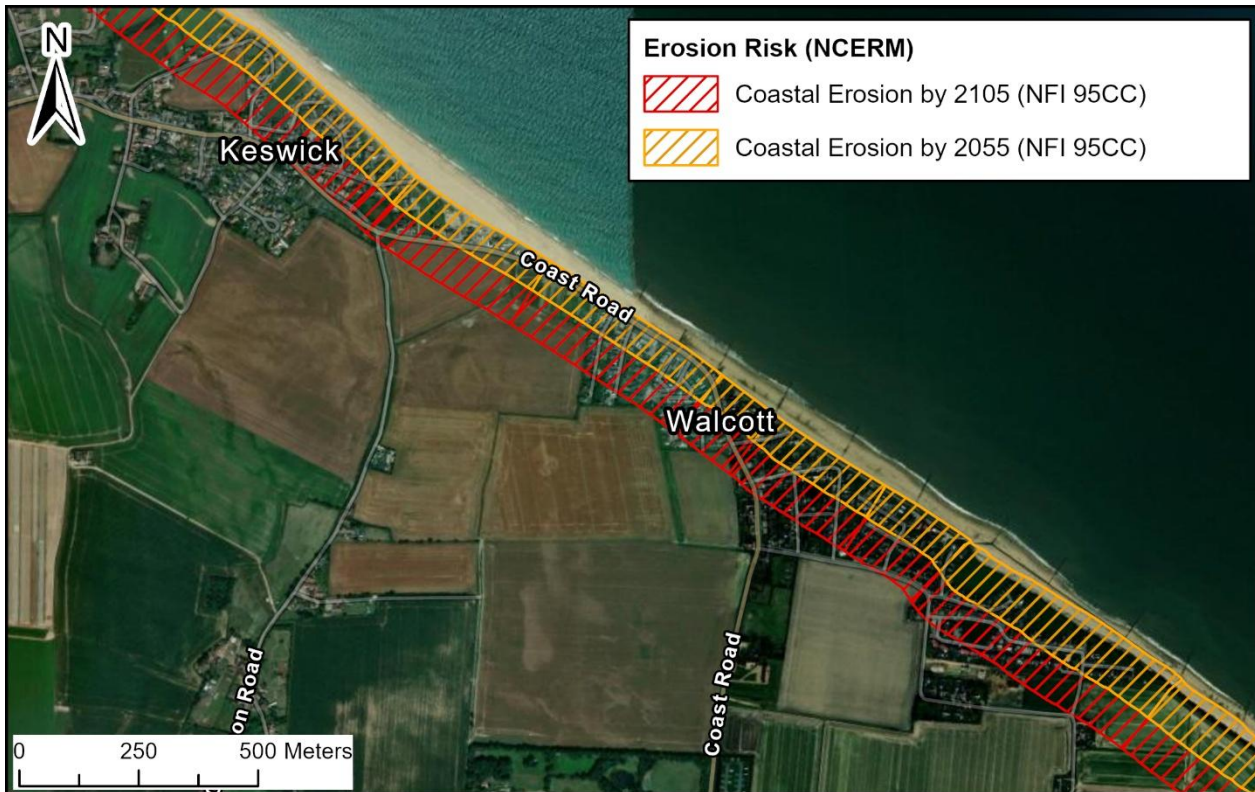 N
Erosion Risk (NCERM)
Coastal Erosion by 2105 (NFI 95CC)
Coastal Erosion by 2055 (NFI 95CC)
Keswick
Coast Road
Walcott
on Road
Coast Road
0 250 500 Meters